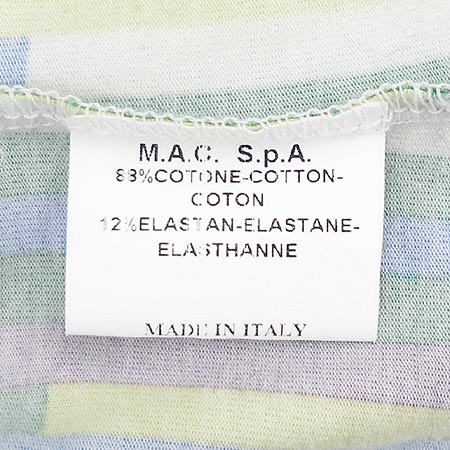 M.A.C. S.p.A.
88%COTONE-COTTON-
COTON
12%ELASTAN-ELASTANE-
ELASTHANNE
MADE IN ITALY